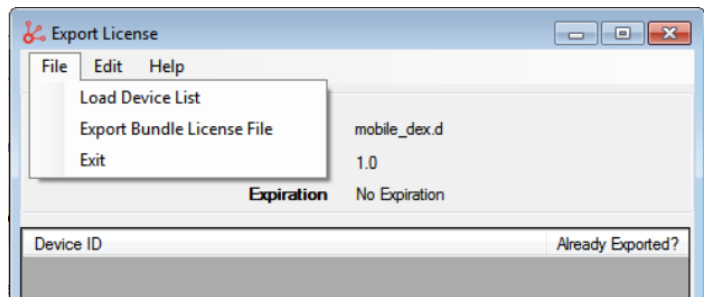 Export License
File Edit Help
Load Device List
Export Bundle License File
mobile_dex.d
Exit
1.0
Expiration No Expiration
Device ID Already Exported?